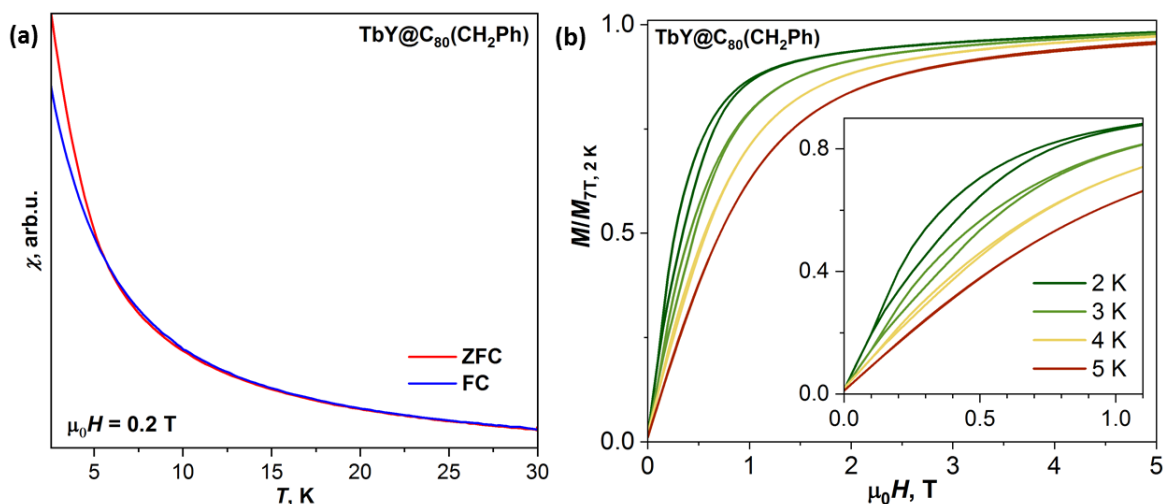 (a)
TbY@C₈₀(CH₂Ph)
χ, arb.u.
ZFC
FC
μ₀H = 0.2 T
5
10
15
20
25
30
T, K
(b)
TbY@C₈₀(CH₂Ph)
1.0
0.5
0.0
M/M₇T, ₂ K
0.8
0.4
0.0
2 K
3 K
4 K
5 K
0.0
0.5
1.0
0
1
2
3
4
5
μ₀H, T